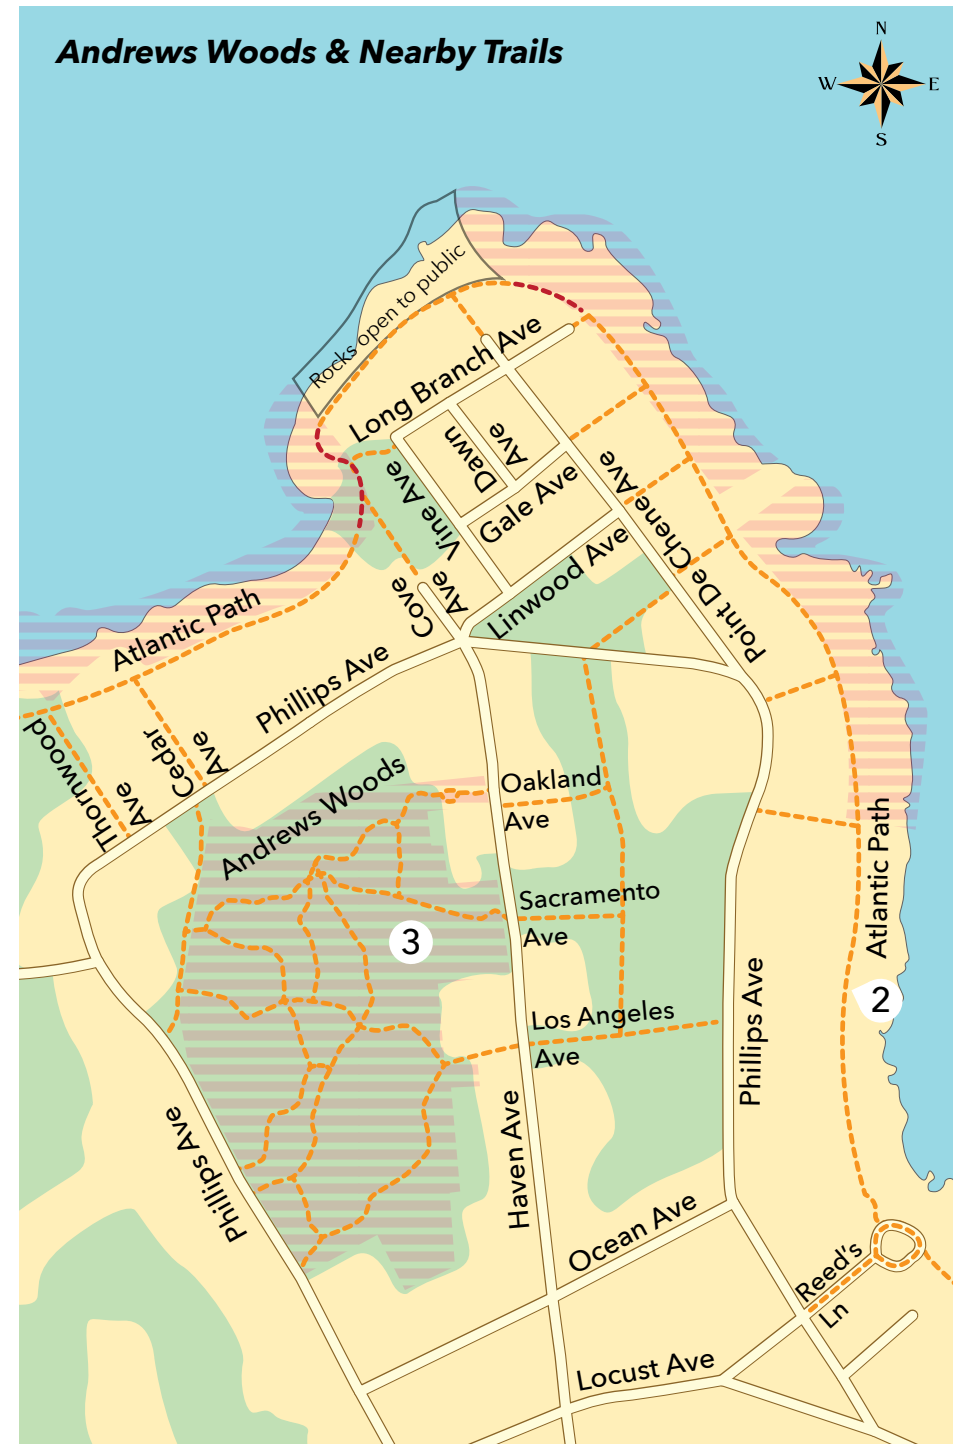 Andrews Woods & Nearby Trails
N
W
E
S
Rocks open to public
Long Branch Ave
Dawn
Ave
Vine Ave
Gale Ave
Point De Chene Ave
Linwood Ave
Cove
Ave
Atlantic Path
Phillips Ave
Thornwood
Ave
Cedar
Ave
Andrews Woods
Oakland
Ave
Sacramento
Ave
3
Los Angeles
Ave
Atlantic Path
2
Phillips Ave
Phillips Ave
Haven Ave
Ocean Ave
Reed's
Ln
Locust Ave